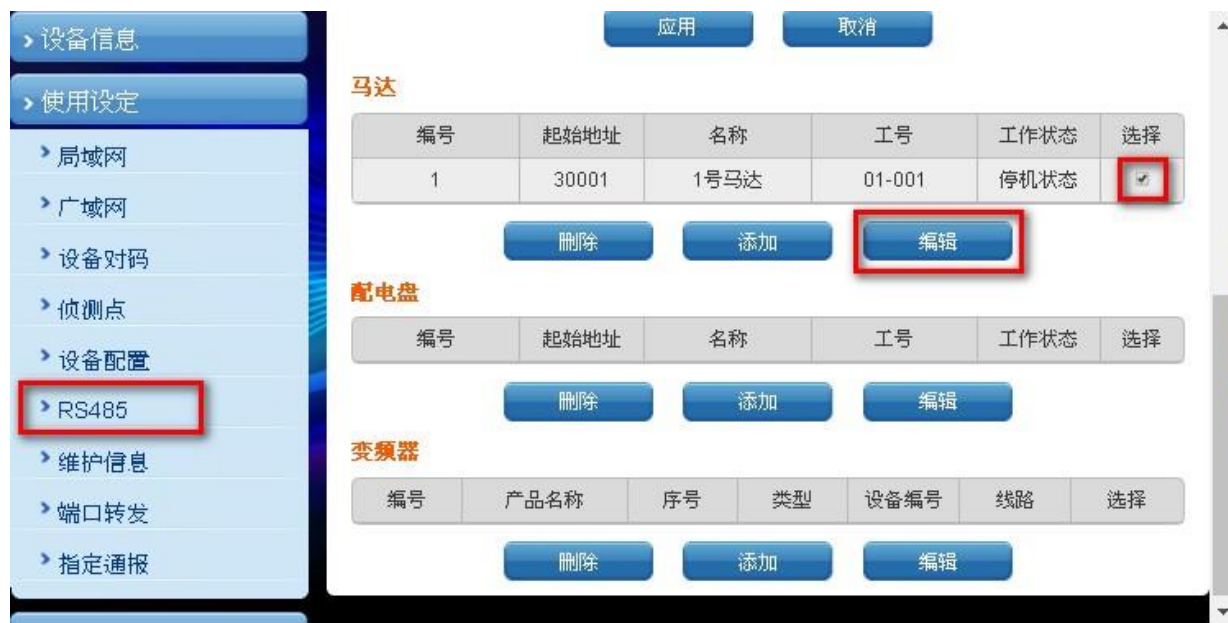 设备信息
使用设定
局域网
广域网
设备对码
侦测点
设备配置
RS485
维护信息
端口转发
指定通报
应用 取消
马达
编号 起始地址 名称 工号 工作状态 选择
1 30001 1号马达 01-001 停机状态
删除 添加 编辑
配电盘
编号 起始地址 名称 工号 工作状态 选择
删除 添加 编辑
变频器
编号 产品名称 序号 类型 设备编号 线路 选择
删除 添加 编辑